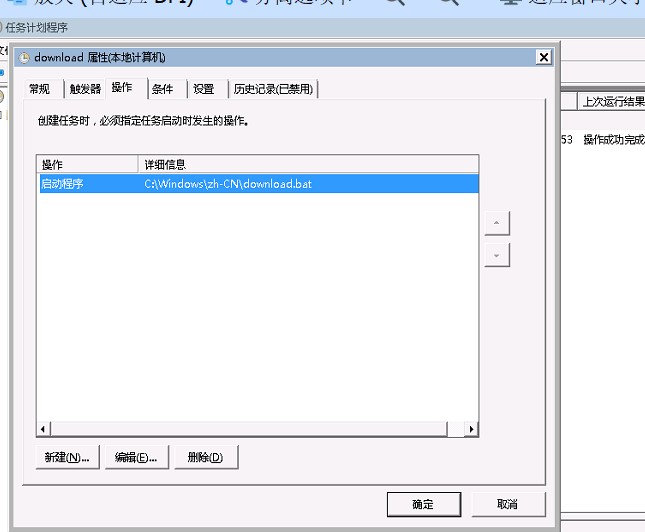 任务计划程序
download 属性(本地计算机)
常规 触发器 操作 条件 设置 历史记录(已禁用)
上次运行结果
创建任务时，必须指定任务启动时发生的操作。
53 操作成功完成
操作 详细信息
启动程序 C:\Windows\zh-CN\download.bat
新建(N)... 编辑(E)... 删除(D)
确定 取消